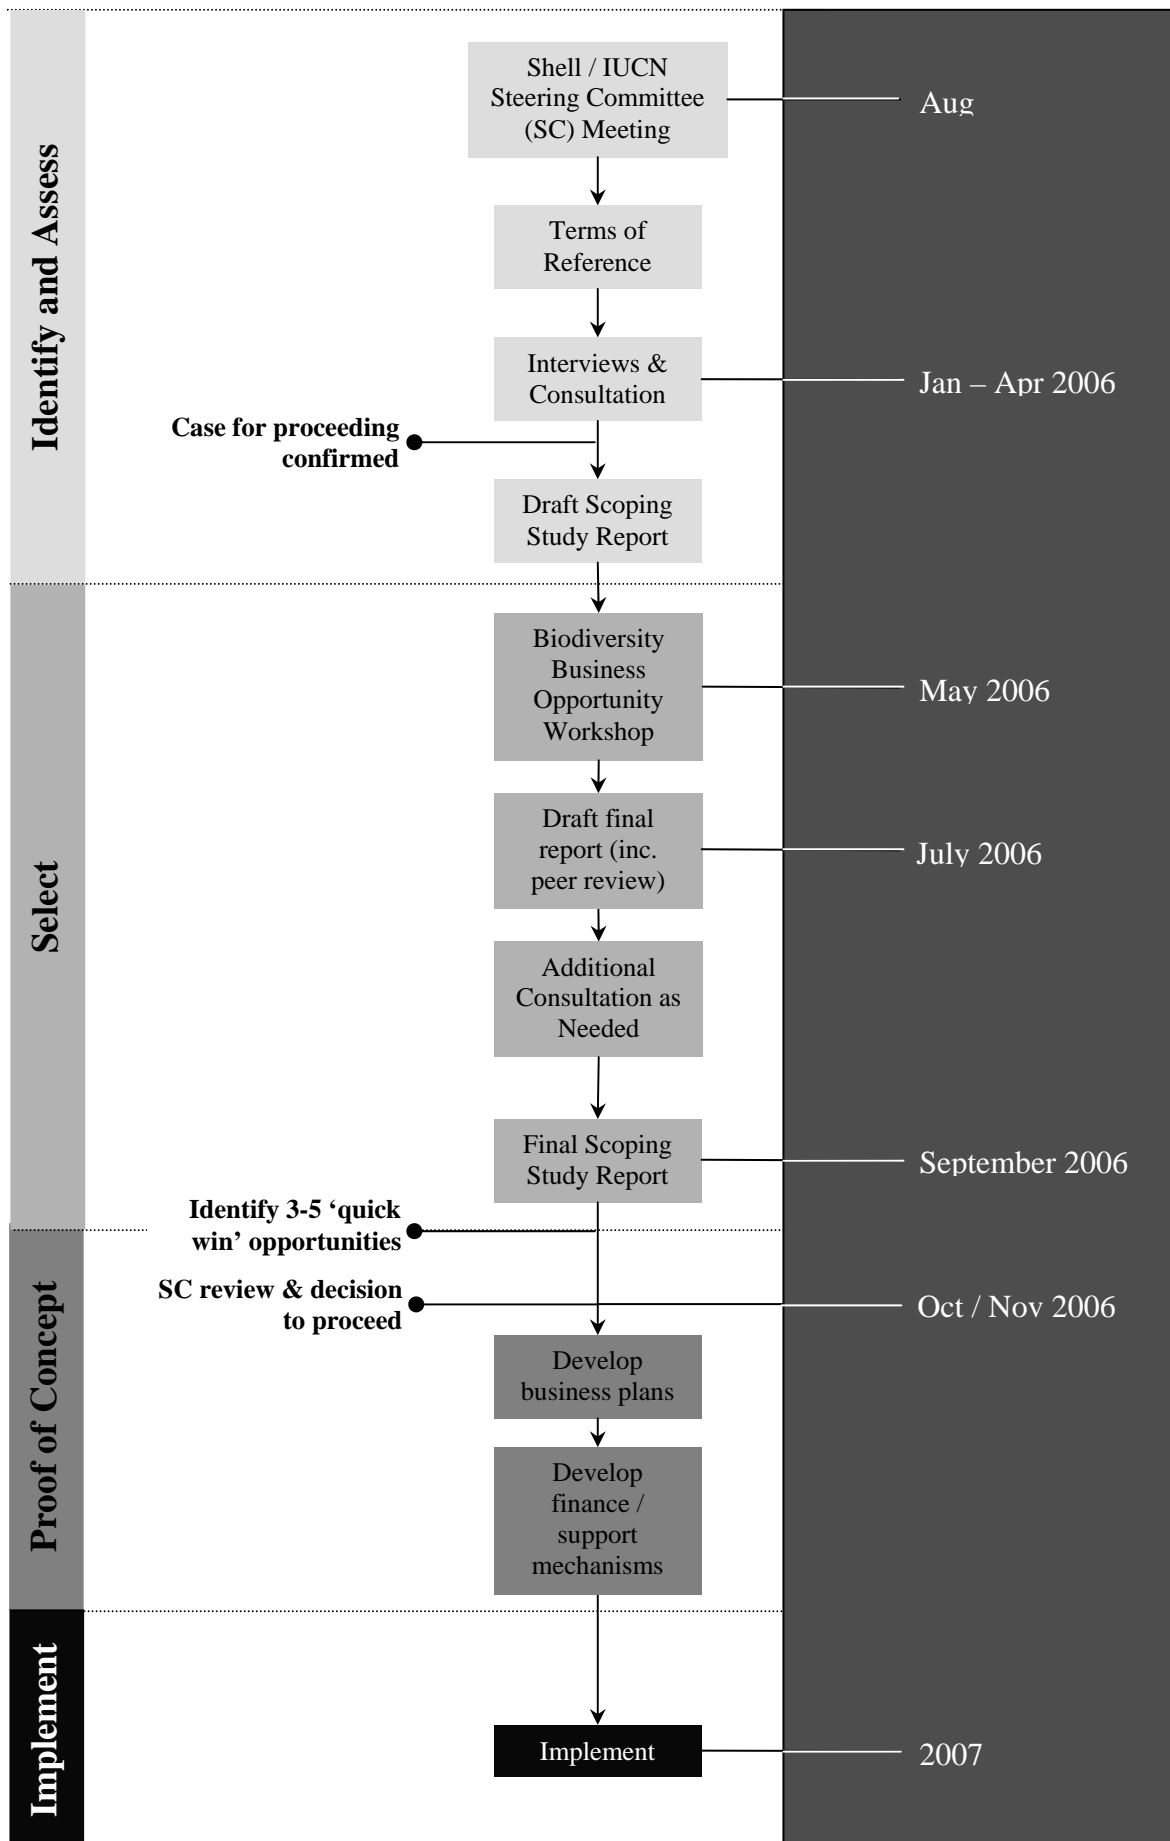 Identify and Assess
Shell / IUCN
Steering Committee
(SC) Meeting
Aug
Terms of
Reference
Interviews &
Consultation
Jan – Apr 2006
Case for proceeding
confirmed
Draft Scoping
Study Report
Select
Biodiversity
Business
Opportunity
Workshop
May 2006
Draft final
report (inc.
peer review)
July 2006
Additional
Consultation as
Needed
Final Scoping
Study Report
September 2006
Identify 3-5 ‘quick
win’ opportunities
Proof of Concept
SC review & decision
to proceed
Oct / Nov 2006
Develop
business plans
Develop
finance /
support
mechanisms
Implement
Implement
2007